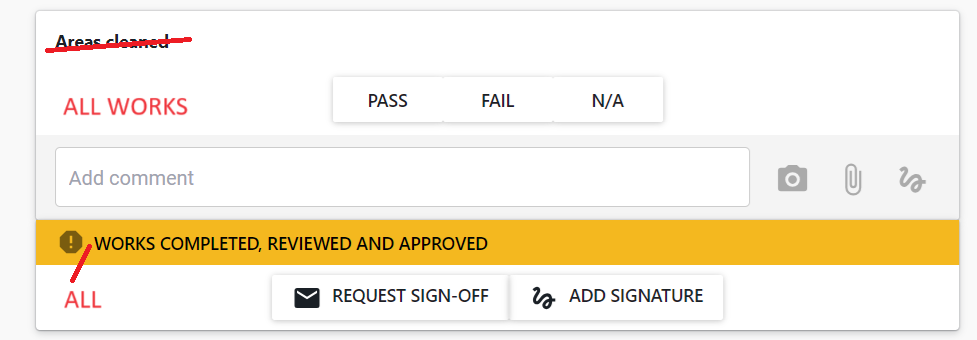 Areas cleaned
ALL WORKS
PASS FAIL N/A
Add comment
WORKS COMPLETED, REVIEWED AND APPROVED
ALL
REQUEST SIGN-OFF ADD SIGNATURE